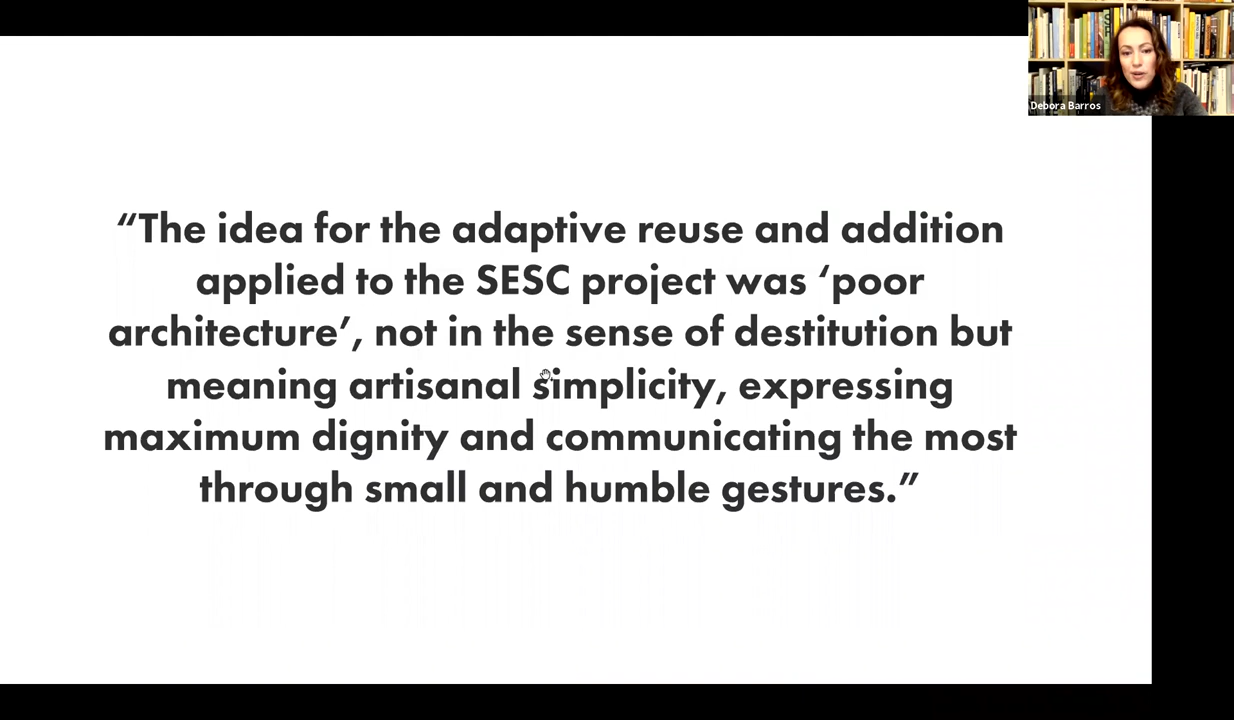 Debora Barros
“The idea for the adaptive reuse and addition
applied to the SESC project was ‘poor
architecture’, not in the sense of destitution but
meaning artisanal simplicity, expressing
maximum dignity and communicating the most
through small and humble gestures.”